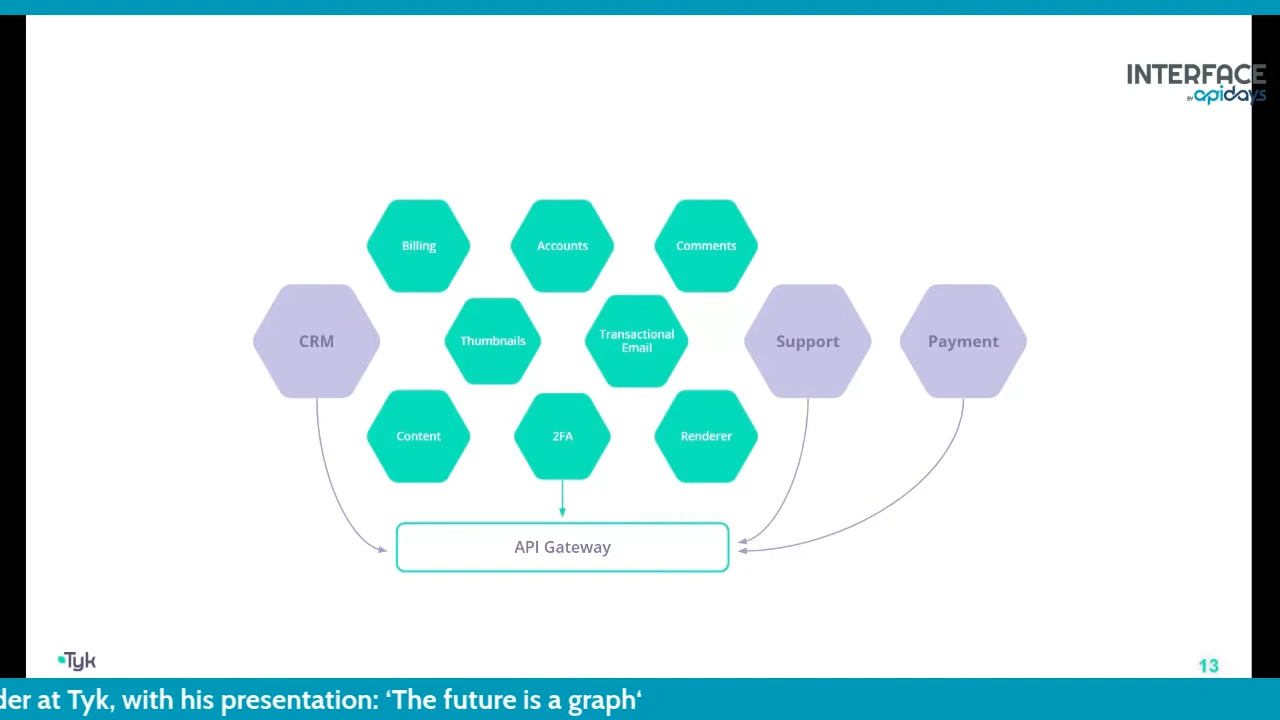 INTERFACE
BY apidays
Billing
Accounts
Comments
CRM
Thumbnails
Transactional
Email
Support
Payment
Content
2FA
Renderer
API Gateway
Tyk
13
der at Tyk, with his presentation: ‘The future is a graph‘